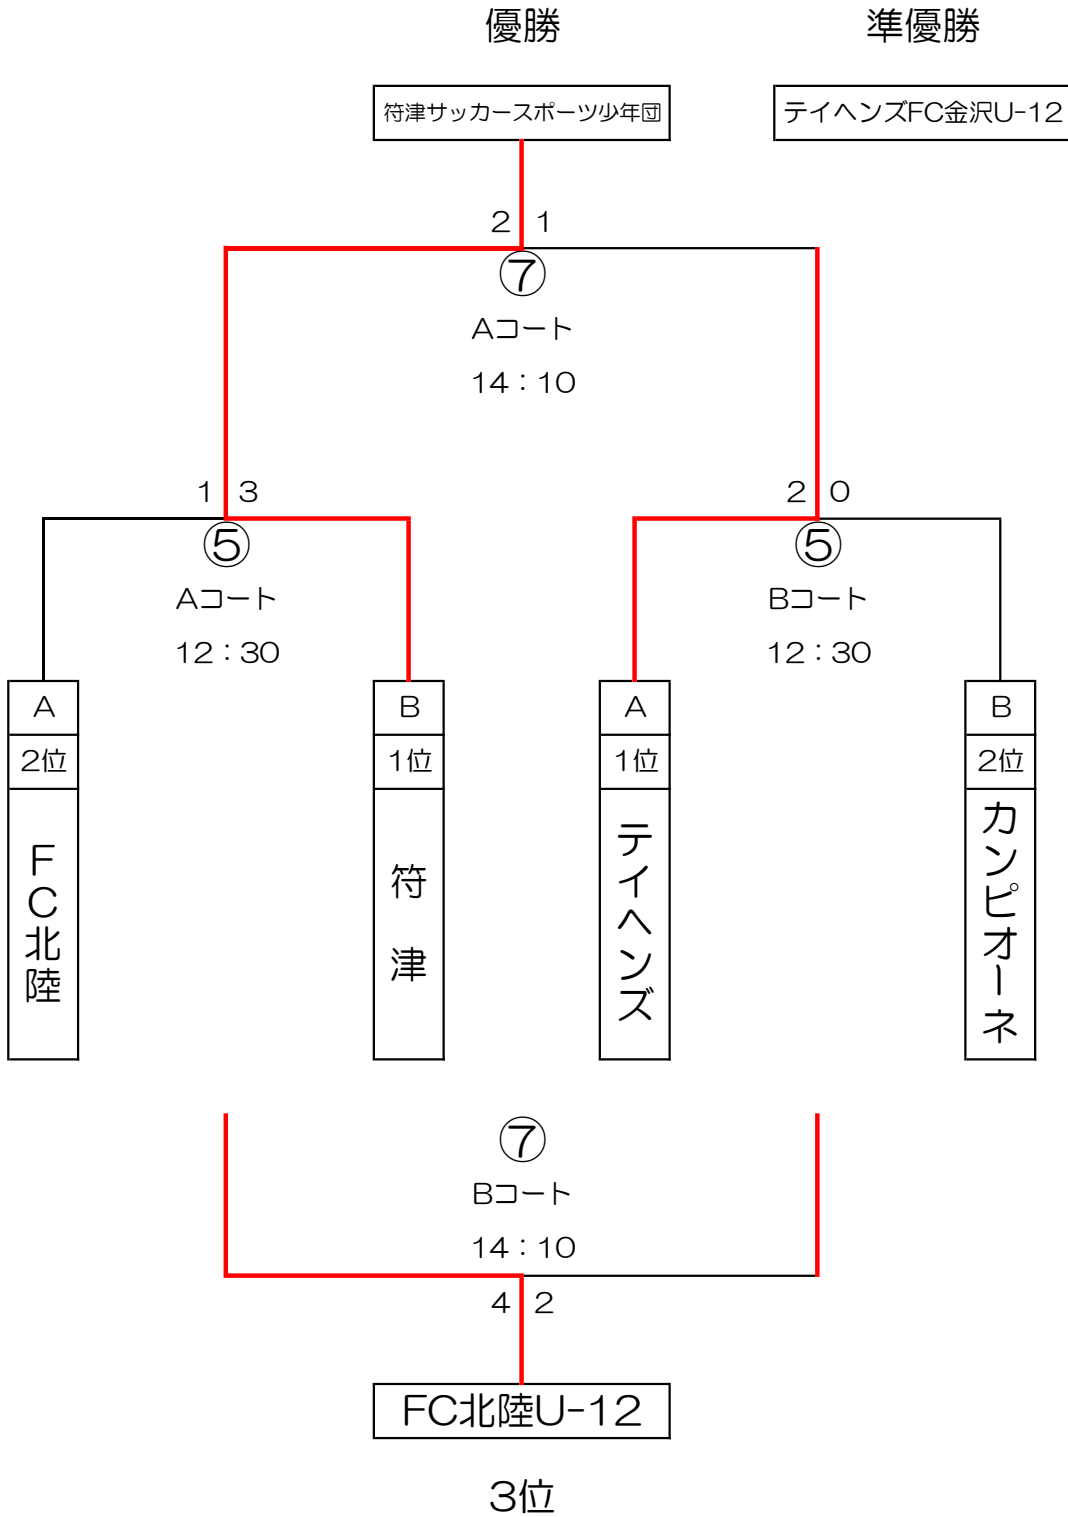 優勝
準優勝
符津サッカースポーツ少年団
テイヘンズFC金沢U-12
2 1
⑦
Aコート
14：10
1 3
2 0
⑤
⑤
Aコート
Bコート
12：30
12：30
A
B
A
B
2位
1位
1位
2位
FC北陸
符津
テイヘンズ
カンピオーネ
⑦
Bコート
14：10
4 2
FC北陸U-12
3位